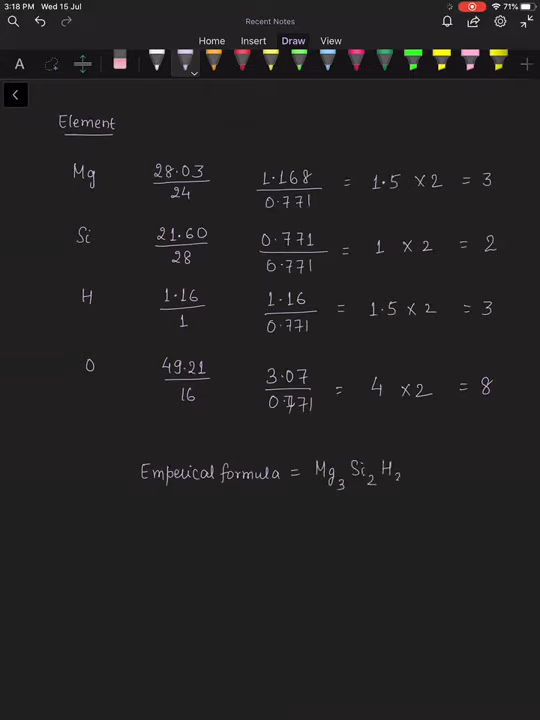 3:18 PM Wed 15 Jul 71%
Recent Notes
Home Insert Draw View
A
Element
Mg 28.03/24 1.168/0.771 = 1.5 × 2 = 3
Si 21.60/28 0.771/0.771 = 1 × 2 = 2
H 1.16/1 1.16/0.771 = 1.5 × 2 = 3
O 49.21/16 3.07/0.771 = 4 × 2 = 8
Emperical formula = Mg₃ Si₂ H₂